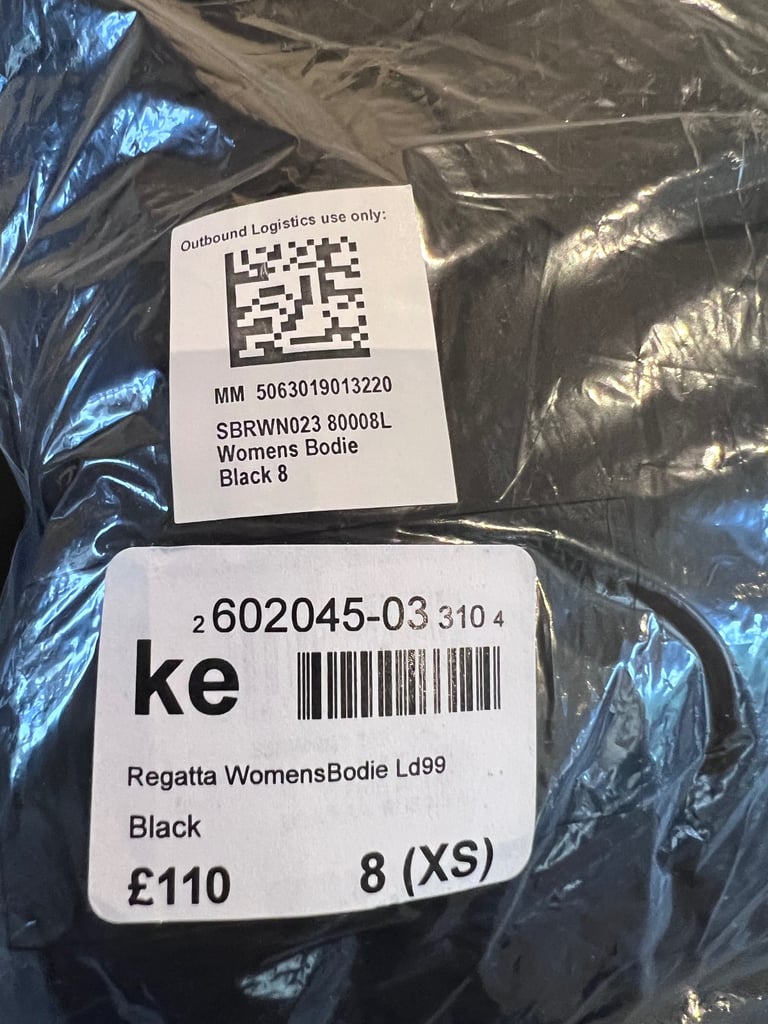 Outbound Logistics use only:
MM 5063019013220
SBRWN023 80008L
Womens Bodie
Black 8
2 602045-03 310 4
ke
Regatta WomensBodie Ld99
Black
£110 8 (XS)